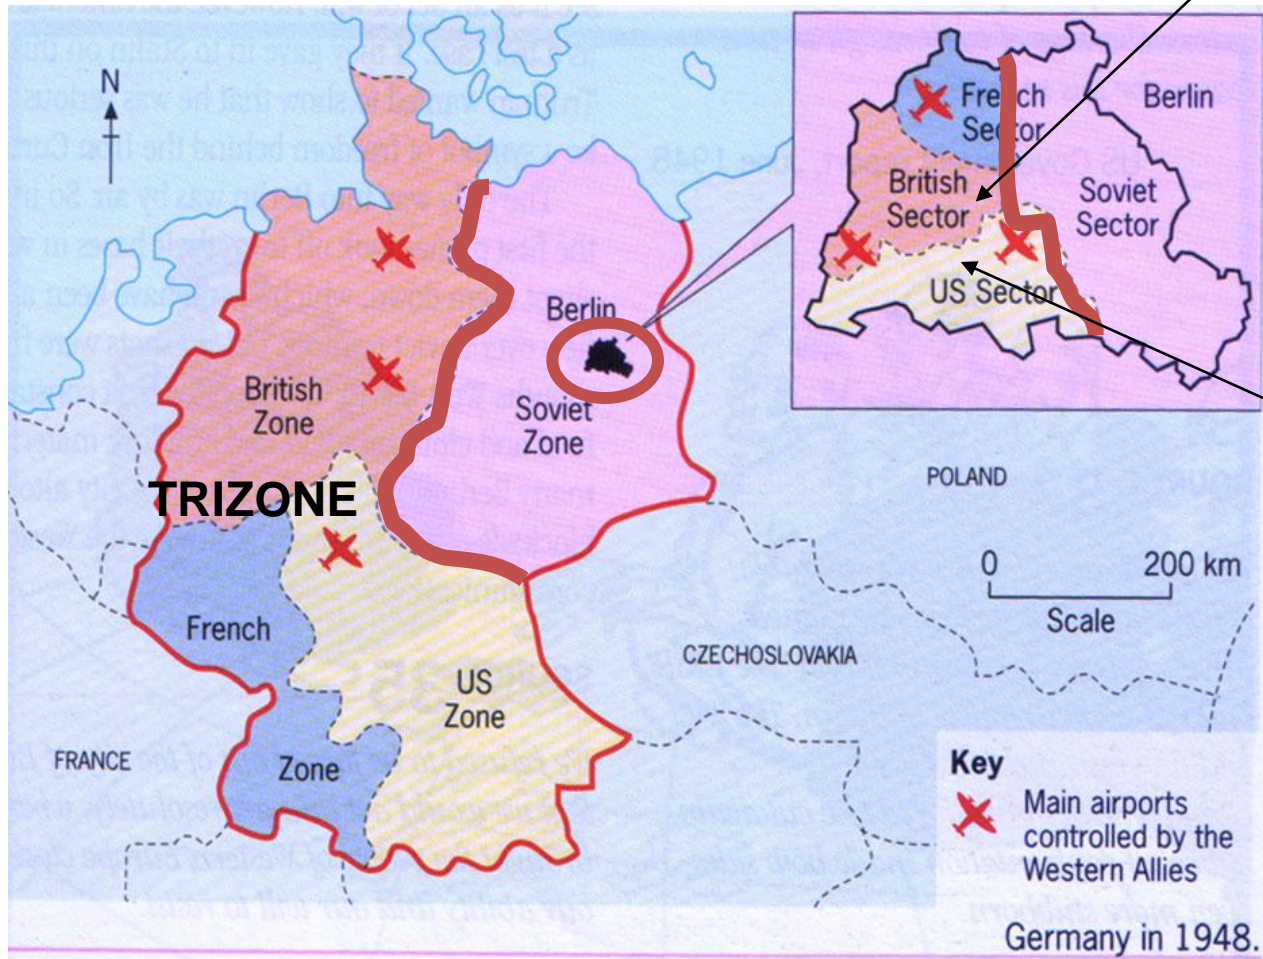 N
French
Sector
Berlin
British
Sector
Soviet
Sector
US Sector
Berlin
British
Zone
Soviet
Zone
TRIZONE
POLAND
0 200 km
Scale
French
CZECHOSLOVAKIA
US
Zone
FRANCE
Zone
Key
Main airports
controlled by the
Western Allies
Germany in 1948.